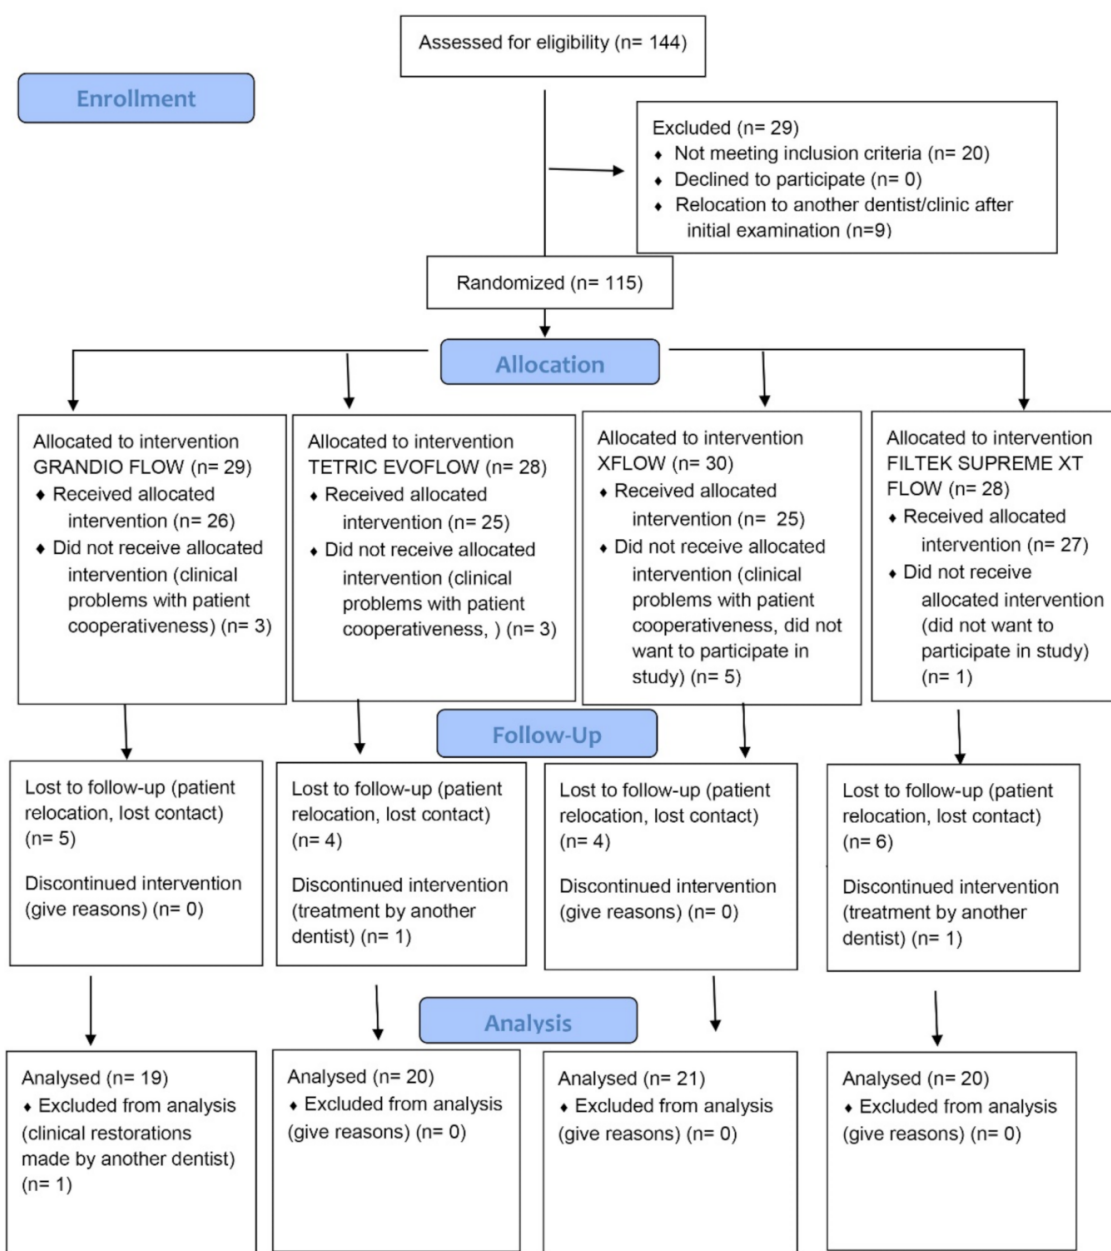 Assessed for eligibility (n= 144)
Enrollment
Excluded (n= 29)
♦ Not meeting inclusion criteria (n= 20)
♦ Declined to participate (n= 0)
♦ Relocation to another dentist/clinic after
initial examination (n=9)
Randomized (n= 115)
Allocation
Allocated to intervention
GRANDIO FLOW (n= 29)
♦ Received allocated
intervention (n= 26)
♦ Did not receive allocated
intervention (clinical
problems with patient
cooperativeness) (n= 3)
Allocated to intervention
TETRIC EVOFLOW (n= 28)
♦ Received allocated
intervention (n= 25)
♦ Did not receive allocated
intervention (clinical
problems with patient
cooperativeness, ) (n= 3)
Allocated to intervention
XFLOW (n= 30)
♦ Received allocated
intervention (n= 25)
♦ Did not receive allocated
intervention (clinical
problems with patient
cooperativeness, did not
want to participate in
study) (n= 5)
Allocated to intervention
FILTEK SUPREME XT
FLOW (n= 28)
♦ Received allocated
intervention (n= 27)
♦ Did not receive
allocated intervention
(did not want to
participate in study)
(n= 1)
Follow-Up
Lost to follow-up (patient
relocation, lost contact)
(n= 5)
Discontinued intervention
(give reasons) (n= 0)
Lost to follow-up (patient
relocation, lost contact)
(n= 4)
Discontinued intervention
(treatment by another
dentist) (n= 1)
Lost to follow-up (patient
relocation, lost contact)
(n= 4)
Discontinued intervention
(give reasons) (n= 0)
Lost to follow-up (patient
relocation, lost contact)
(n= 6)
Discontinued intervention
(treatment by another
dentist) (n= 1)
Analysis
Analysed (n= 19)
♦ Excluded from analysis
(clinical restorations
made by another dentist)
(n= 1)
Analysed (n= 20)
♦ Excluded from analysis
(give reasons) (n= 0)
Analysed (n= 21)
♦ Excluded from analysis
(give reasons) (n= 0)
Analysed (n= 20)
♦ Excluded from analysis
(give reasons) (n= 0)